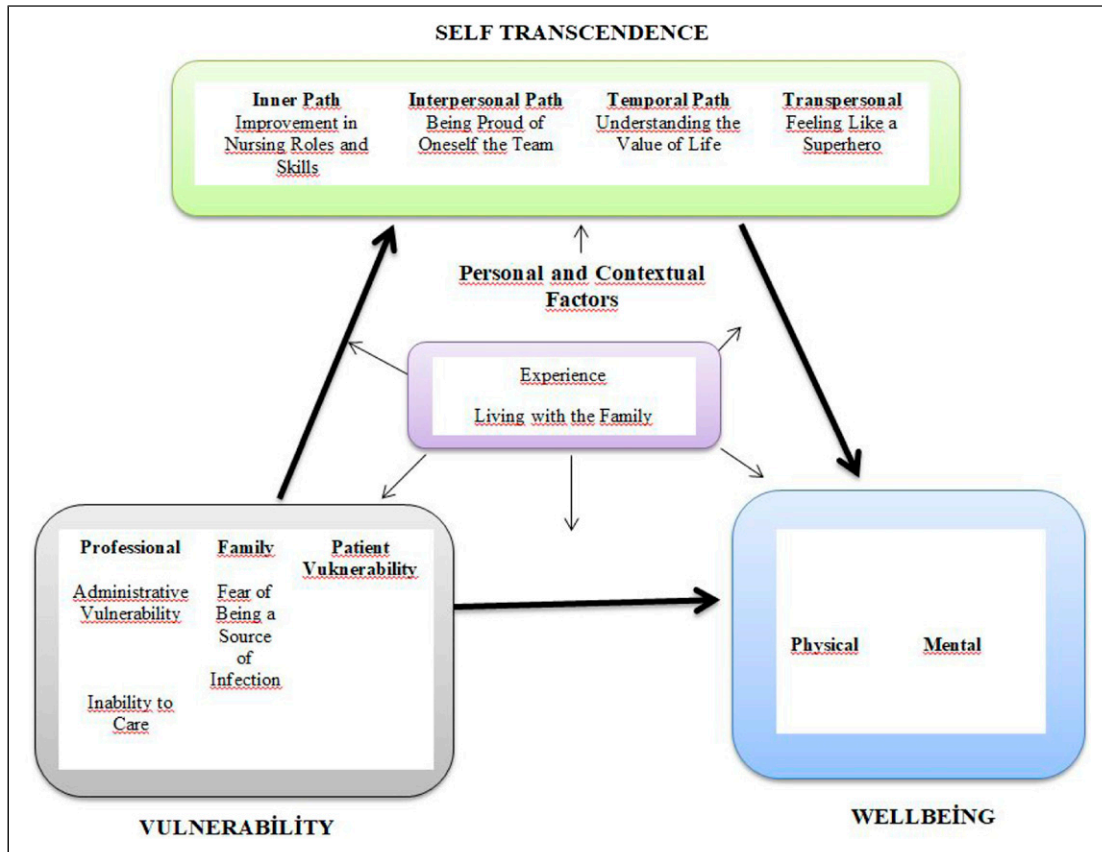 SELF TRANSCENDENCE
Inner Path
Improvement in
Nursing Roles and
Skills
Interpersonal Path
Being Proud of
Oneself the Team
Temporal Path
Understanding the
Value of Life
Transpersonal
Feeling Like a
Superhero
Personal and Contextual
Factors
Experience
Living with the Family
Professional
Administrative
Vulnerability
Inability to
Care
Family
Fear of
Being a
Source
of
Infection
Patient
Vuknerability
VULNERABİLİTY
Physical
Mental
WELLBEİNG